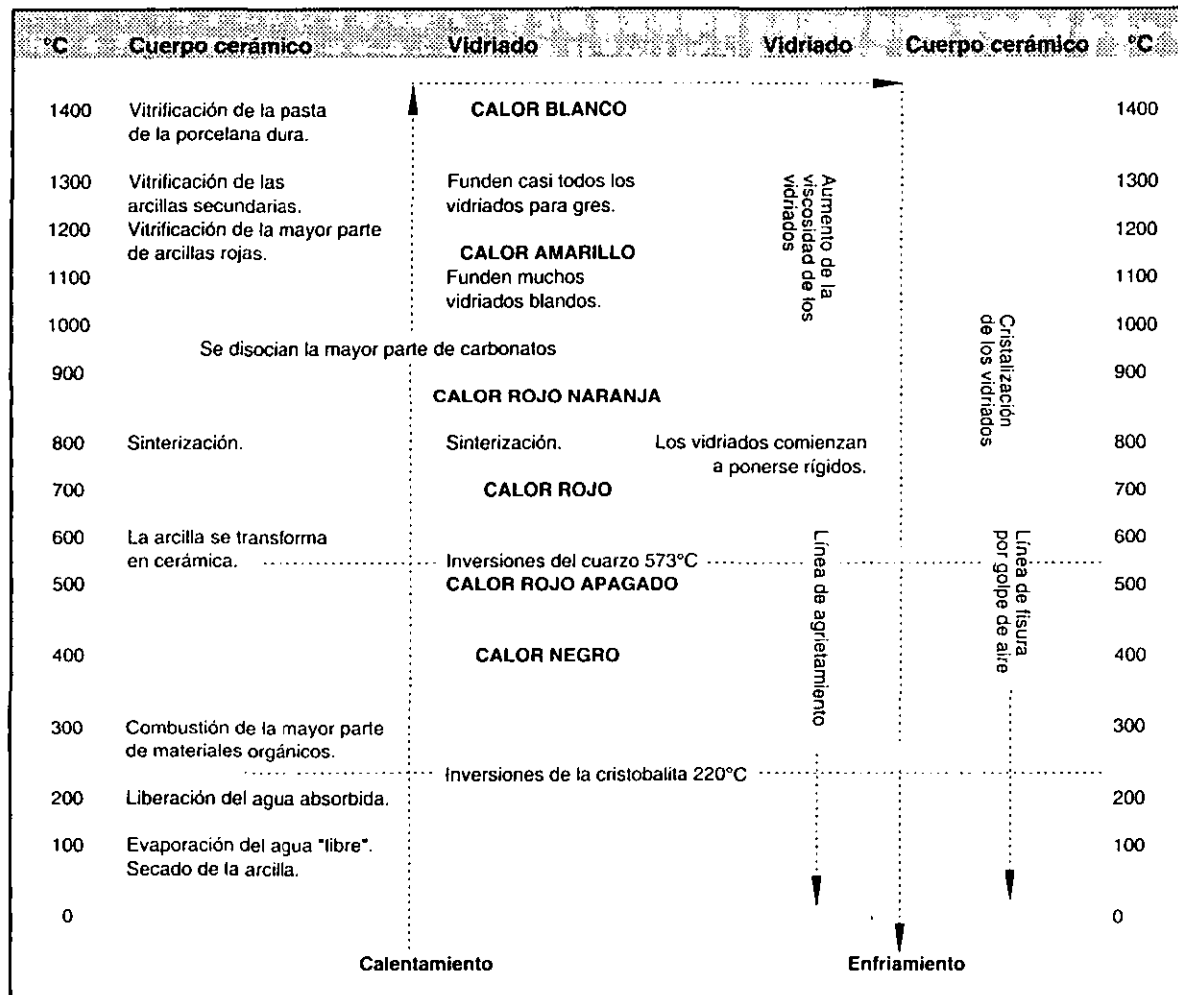 °C Cuerpo cerámico Vidriado Vidriado Cuerpo cerámico °C
1400 Vitrificación de la pasta CALOR BLANCO 1400
de la porcelana dura.
1300 Vitrificación de las Funden casi todos los 1300
arcillas secundarias. vidriados para gres.
1200 Vitrificación de la mayor parte 1200
de arcillas rojas. CALOR AMARILLO
1100 Funden muchos 1100
vidriados blandos.
Aumento de la
viscosidad de los
vidriados
1000 1000
Se disocian la mayor parte de carbonatos
900 900
CALOR ROJO NARANJA
Cristalización
de los vidriados
800 Sinterización. Sinterización. Los vidriados comienzan 800
a ponerse rígidos.
700 CALOR ROJO 700
600 La arcilla se transforma 600
en cerámica. Inversiones del cuarzo 573°C
500 CALOR ROJO APAGADO 500
Línea de agrietamiento
Línea de fisura
por golpe de aire
400 CALOR NEGRO 400
300 Combustión de la mayor parte 300
de materiales orgánicos.
Inversiones de la cristobalita 220°C
200 Liberación del agua absorbida. 200
100 Evaporación del agua "libre". 100
Secado de la arcilla.
0 0
Calentamiento Enfriamiento